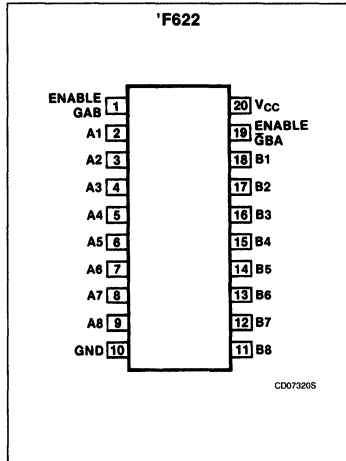 'F622
ENABLE
GAB 1
20 VCC
A1 2
19 ENABLE
G̅BA
A2 3
18 B1
A3 4
17 B2
A4 5
16 B3
A5 6
15 B4
A6 7
14 B5
A7 8
13 B6
A8 9
12 B7
GND 10
11 B8
CD07320S